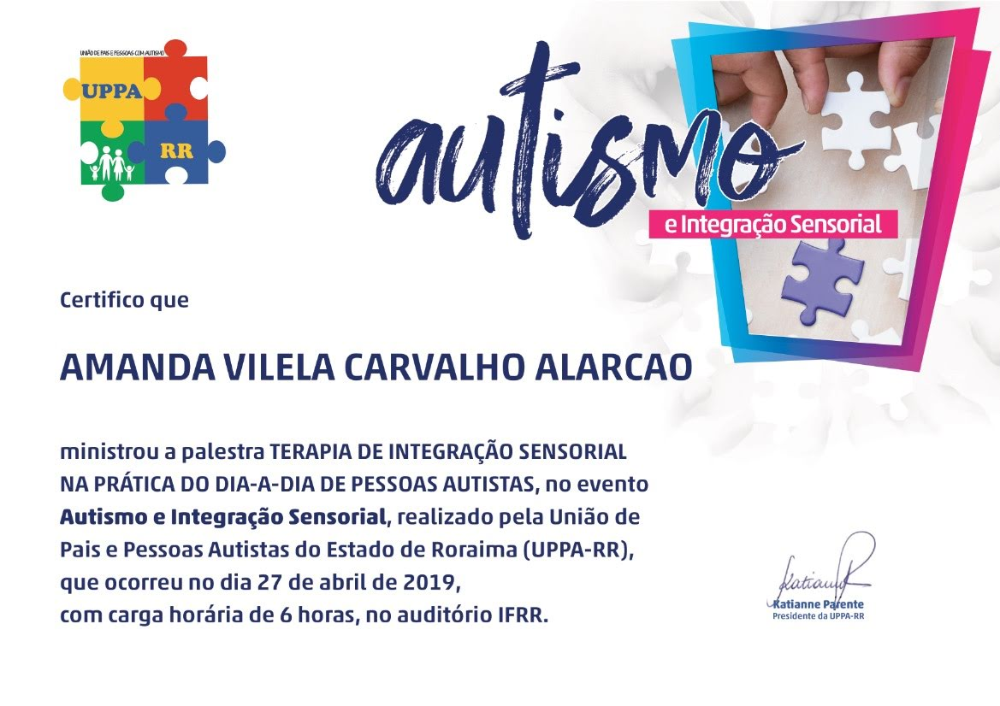 UNIÃO DE PAIS E PESSOAS COM AUTISMO
UPPA
RR
autismo
e Integração Sensorial
Certifico que
AMANDA VILELA CARVALHO ALARCAO
ministrou a palestra TERAPIA DE INTEGRAÇÃO SENSORIAL
NA PRÁTICA DO DIA-A-DIA DE PESSOAS AUTISTAS, no evento
Autismo e Integração Sensorial, realizado pela União de
Pais e Pessoas Autistas do Estado de Roraima (UPPA-RR),
que ocorreu no dia 27 de abril de 2019,
com carga horária de 6 horas, no auditório IFRR.
Katianne Parente
Presidente da UPPA-RR